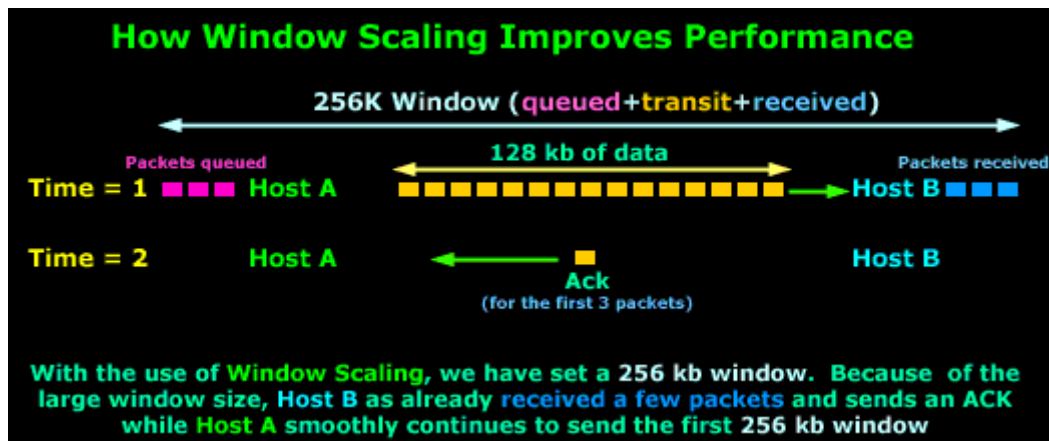 How Window Scaling Improves Performance
256K Window (queued+transit+received)
Packets queued
128 kb of data
Packets received
Time = 1 Host A Host B
Time = 2 Host A Host B
Ack
(for the first 3 packets)
With the use of Window Scaling, we have set a 256 kb window. Because of the
large window size, Host B as already received a few packets and sends an ACK
while Host A smoothly continues to send the first 256 kb window